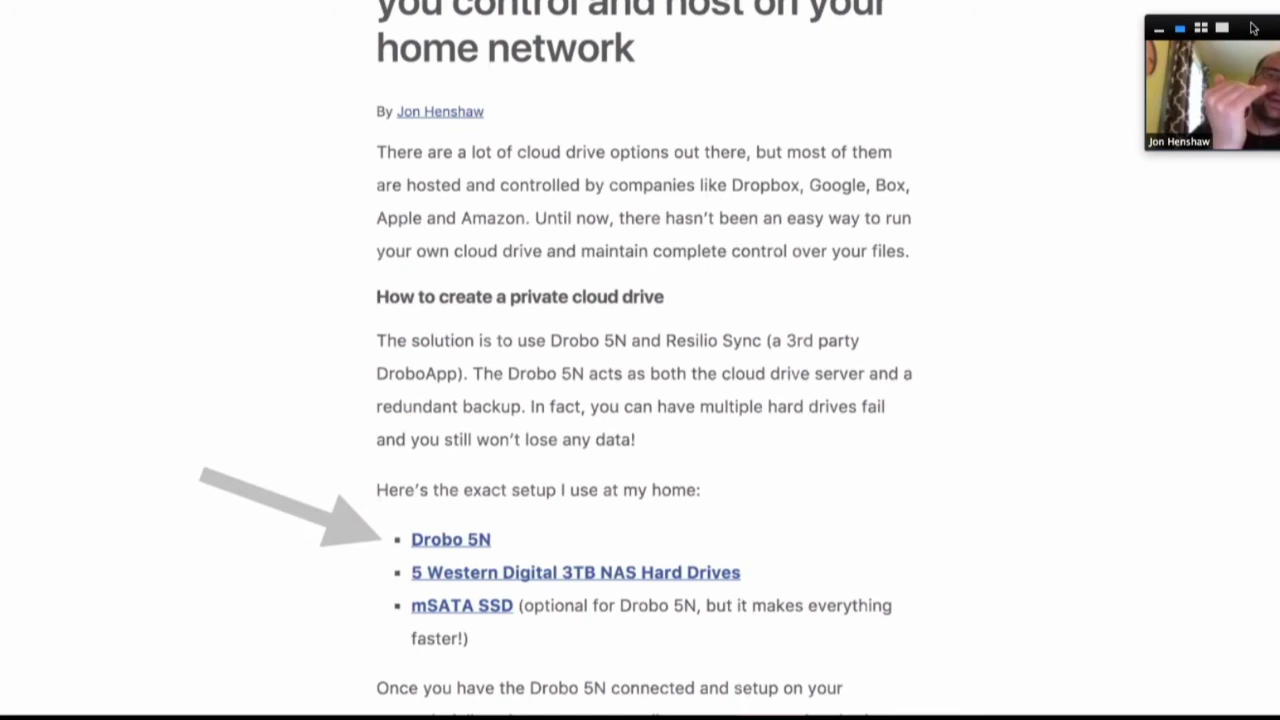 you control and host on your
home network
By Jon Henshaw
There are a lot of cloud drive options out there, but most of them
are hosted and controlled by companies like Dropbox, Google, Box,
Apple and Amazon. Until now, there hasn't been an easy way to run
your own cloud drive and maintain complete control over your files.
How to create a private cloud drive
The solution is to use Drobo 5N and Resilio Sync (a 3rd party
DroboApp). The Drobo 5N acts as both the cloud drive server and a
redundant backup. In fact, you can have multiple hard drives fail
and you still won't lose any data!
Here's the exact setup I use at my home:
▪ Drobo 5N
▪ 5 Western Digital 3TB NAS Hard Drives
▪ mSATA SSD (optional for Drobo 5N, but it makes everything
faster!)
Once you have the Drobo 5N connected and setup on your
Jon Henshaw